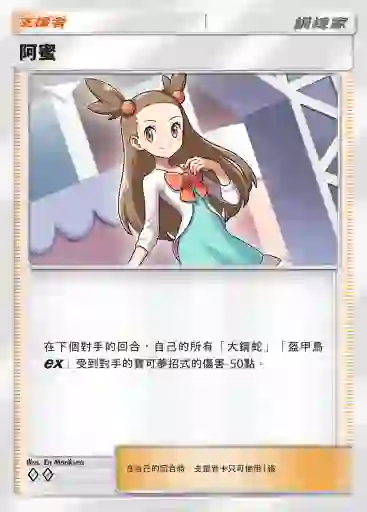 支援者
訓練家
阿蜜
在下個對手的回合,自己的所有「大鋼蛇」「盔甲鳥
ex」受到對手的寶可夢招式的傷害-50點。
Illus. En Morikura
在自己的回合時,支援者卡只可使用1張